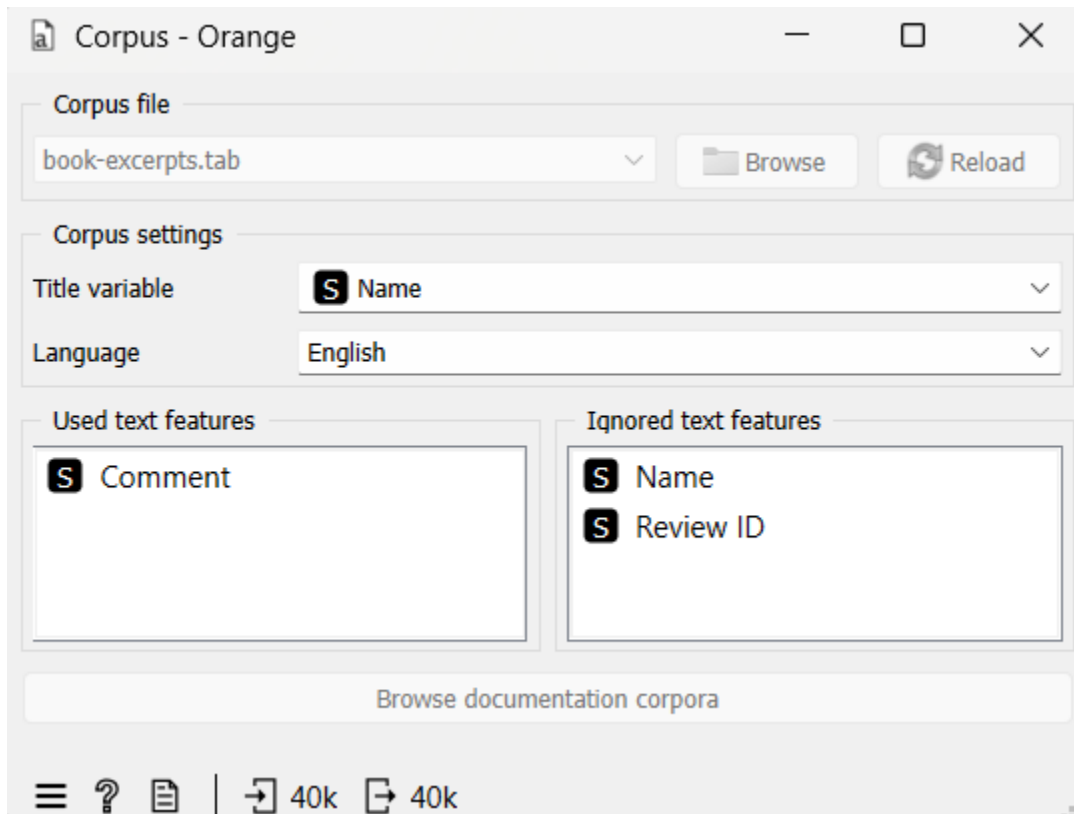 Corpus - Orange
Corpus file
book-excerpts.tab
Browse
Reload
Corpus settings
Title variable
S Name
Language
English
Used text features
Ignored text features
S Comment
S Name
S Review ID
Browse documentation corpora
? 40k 40k